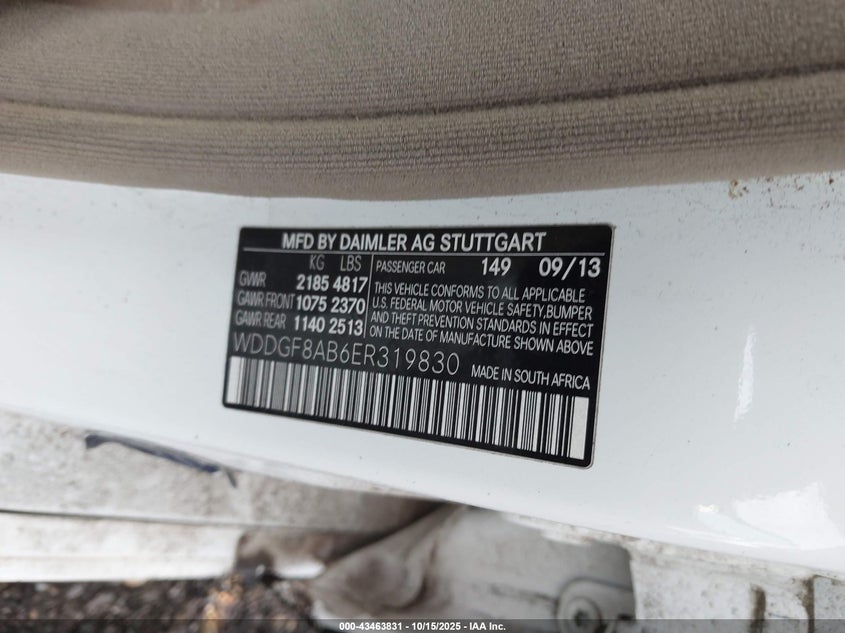 MFD BY DAIMLER AG STUTTGART
KG LBS PASSENGER CAR 149 09/13
GVWR 2185 4817
GAWR FRONT 1075 2370
GAWR REAR 1140 2513
THIS VEHICLE CONFORMS TO ALL APPLICABLE
U.S. FEDERAL MOTOR VEHICLE SAFETY, BUMPER
AND THEFT PREVENTION STANDARDS IN EFFECT
ON THE DATE OF MANUFACTURE SHOWN ABOVE
WDDGF8AB6ER319830 MADE IN SOUTH AFRICA
000-43463831 - 10/15/2025 - IAA Inc.